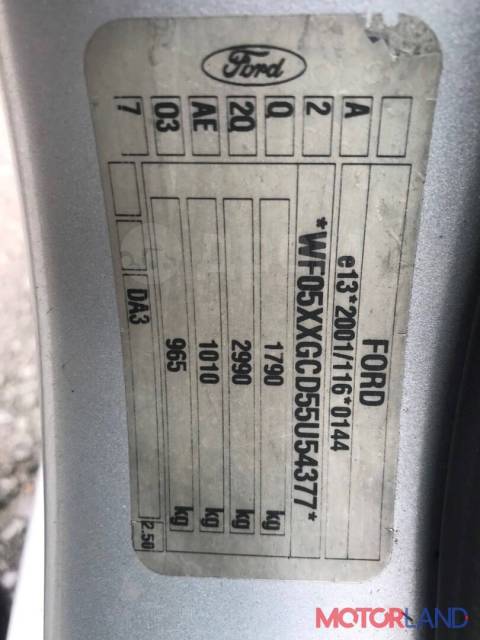 Ford
FORD
e13*2001/116*0144
*WF05XXGCD55U54377*
1790 kg
2990 kg
1010 kg
965 kg
DA3 2.50
A
2
Q
2Q
AE
03
7
MOTORLAND